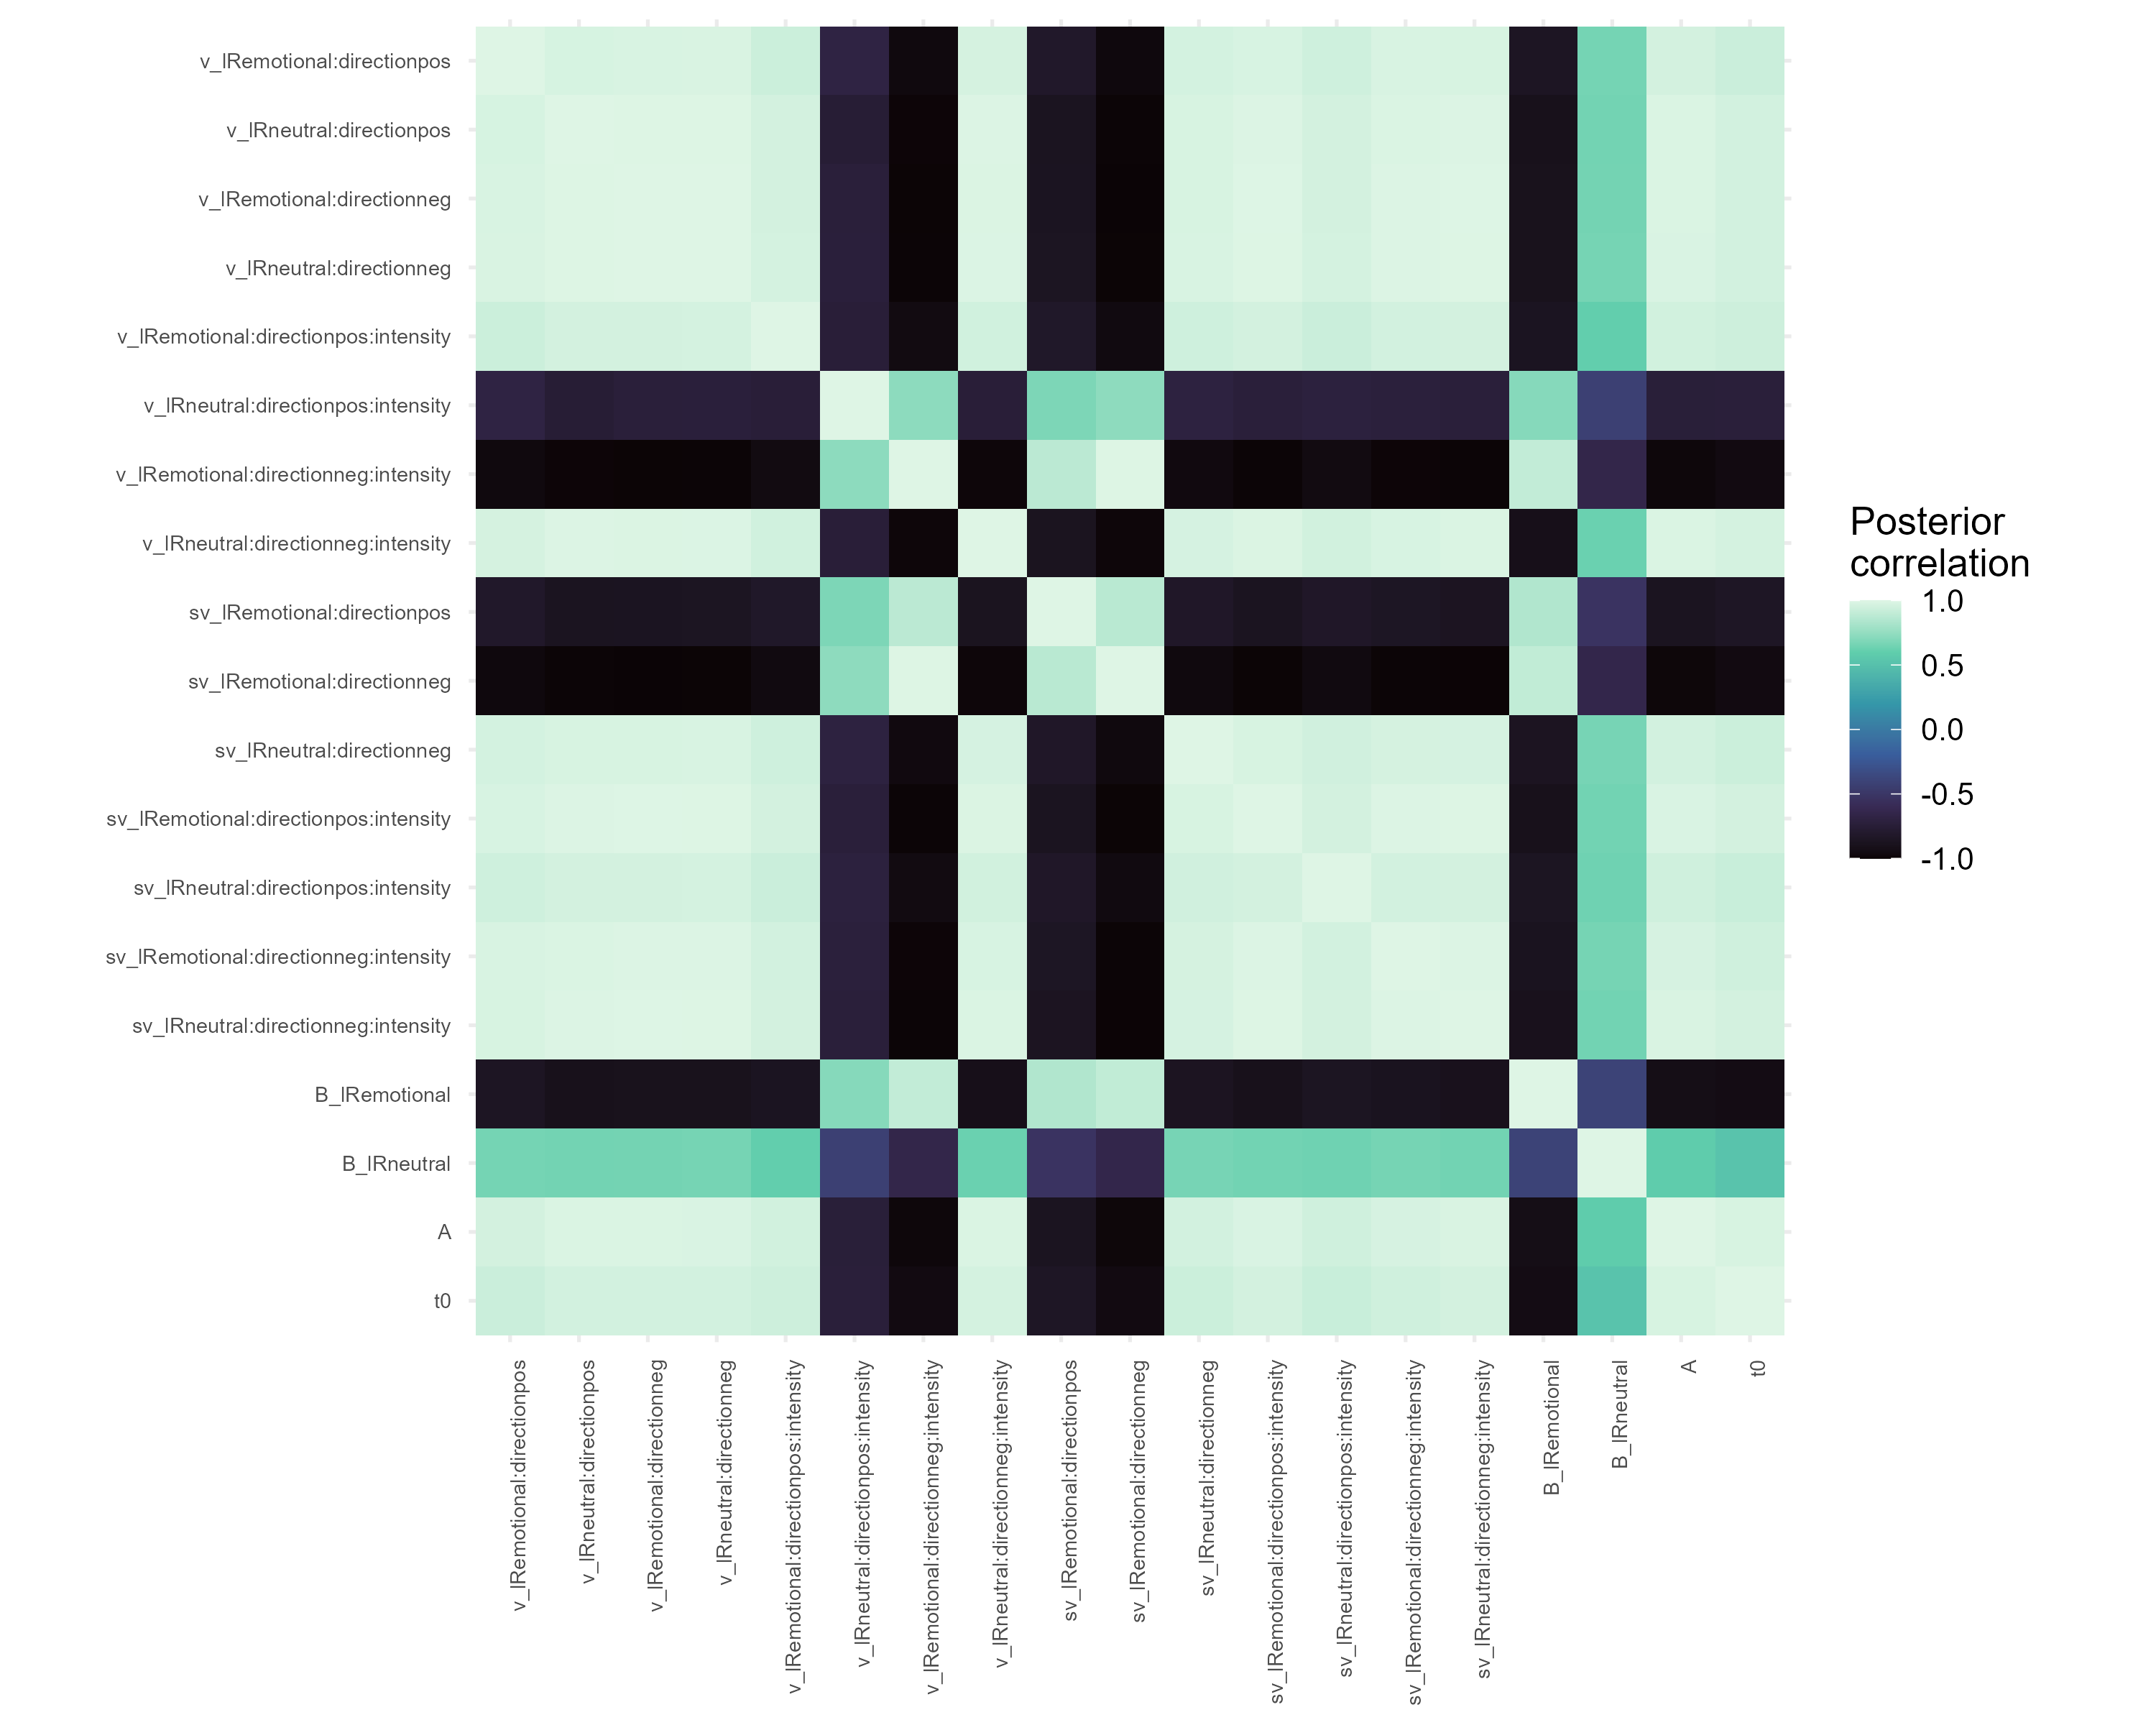 v_lRemotional:directionpos
v_lRneutral:directionpos
v_lRemotional:directionneg
v_lRneutral:directionneg
v_lRemotional:directionpos:intensity
v_lRneutral:directionpos:intensity
v_lRemotional:directionneg:intensity
v_lRneutral:directionneg:intensity
sv_lRemotional:directionpos
sv_lRemotional:directionneg
sv_lRneutral:directionneg
sv_lRemotional:directionpos:intensity
sv_lRneutral:directionpos:intensity
sv_lRemotional:directionneg:intensity
sv_lRneutral:directionneg:intensity
B_lRemotional
B_lRneutral
A
t0
v_lRemotional:directionpos
v_lRneutral:directionpos
v_lRemotional:directionneg
v_lRneutral:directionneg
v_lRemotional:directionpos:intensity
v_lRneutral:directionpos:intensity
v_lRemotional:directionneg:intensity
v_lRneutral:directionneg:intensity
sv_lRemotional:directionpos
sv_lRemotional:directionneg
sv_lRneutral:directionneg
sv_lRemotional:directionpos:intensity
sv_lRneutral:directionpos:intensity
sv_lRemotional:directionneg:intensity
sv_lRneutral:directionneg:intensity
B_lRemotional
B_lRneutral
A
t0
Posterior
correlation
1.0
0.5
0.0
-0.5
-1.0